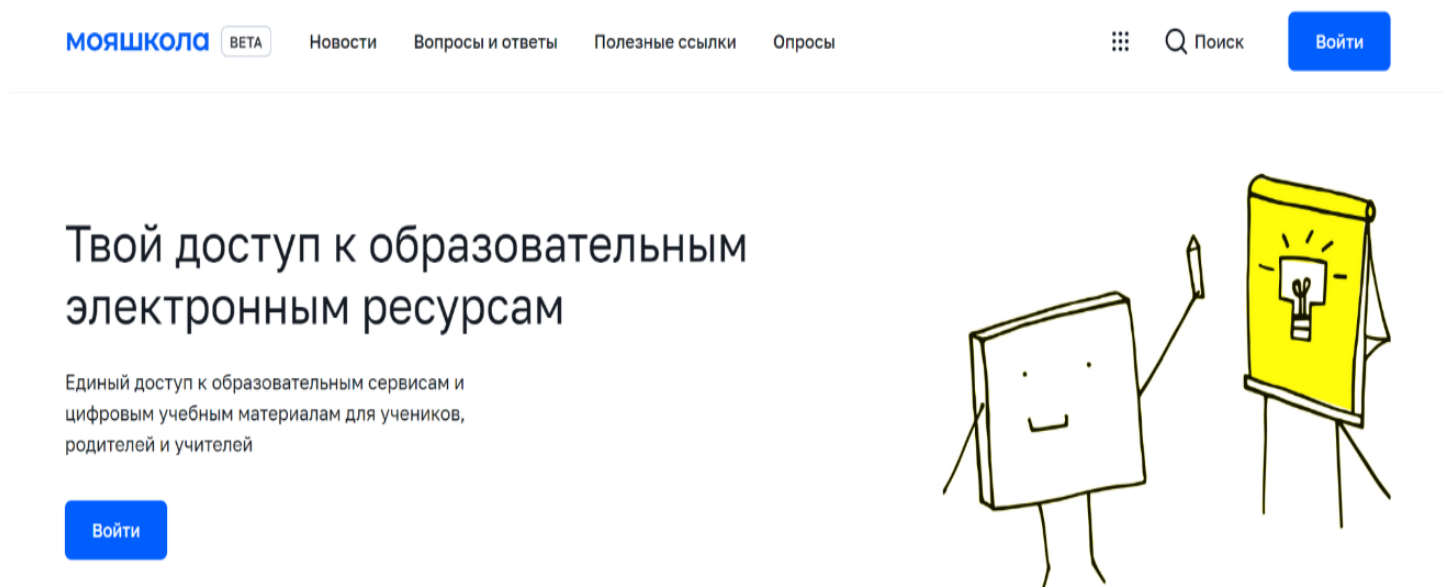 мояшкола BETA Новости Вопросы и ответы Полезные ссылки Опросы Поиск Войти
Твой доступ к образовательным
электронным ресурсам
Единый доступ к образовательным сервисам и
цифровым учебным материалам для учеников,
родителей и учителей
Войти